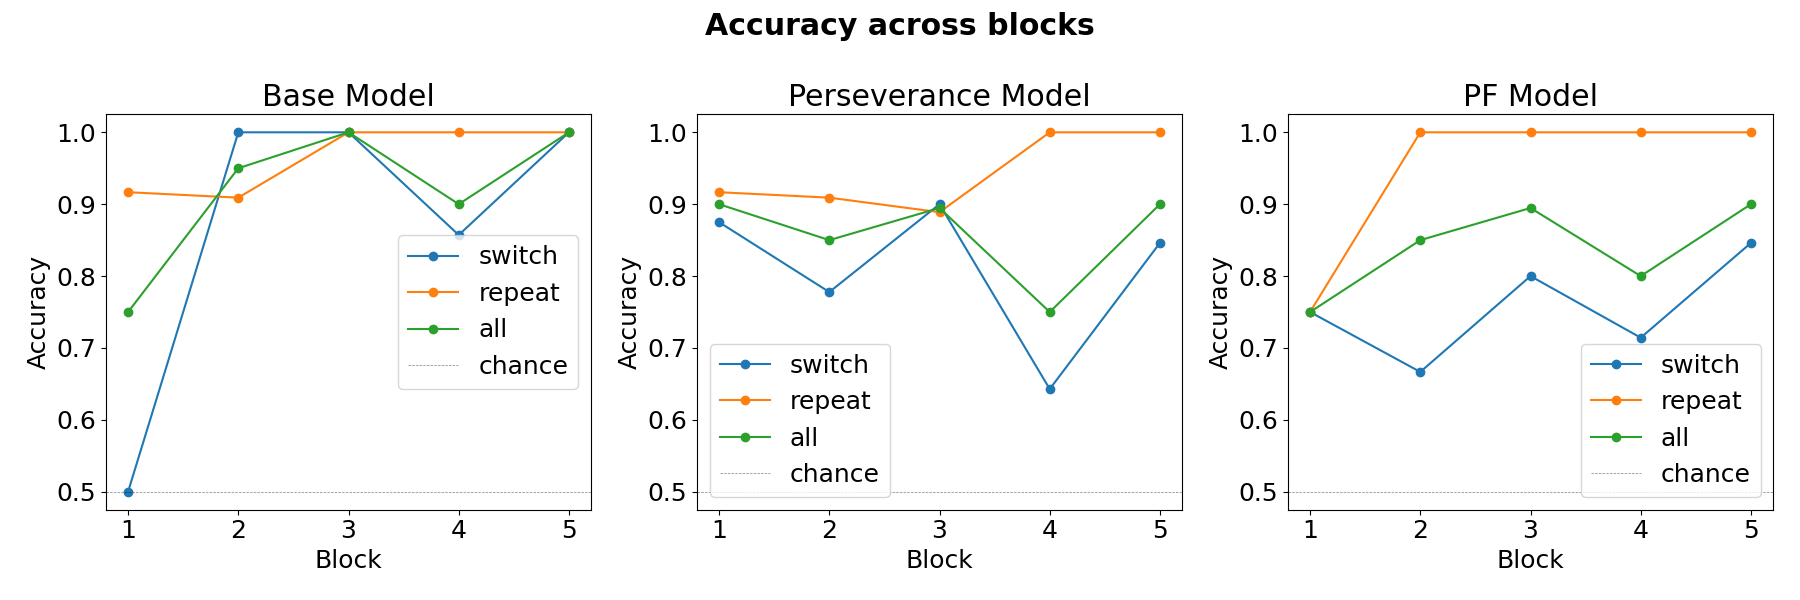 Accuracy across blocks
Base Model
Accuracy
1.0
0.9
0.8
0.7
0.6
0.5
switch
repeat
all
chance
1 2 3 4 5
Block
Perseverance Model
Accuracy
1.0
0.9
0.8
0.7
0.6
0.5
switch
repeat
all
chance
1 2 3 4 5
Block
PF Model
Accuracy
1.0
0.9
0.8
0.7
0.6
0.5
switch
repeat
all
chance
1 2 3 4 5
Block